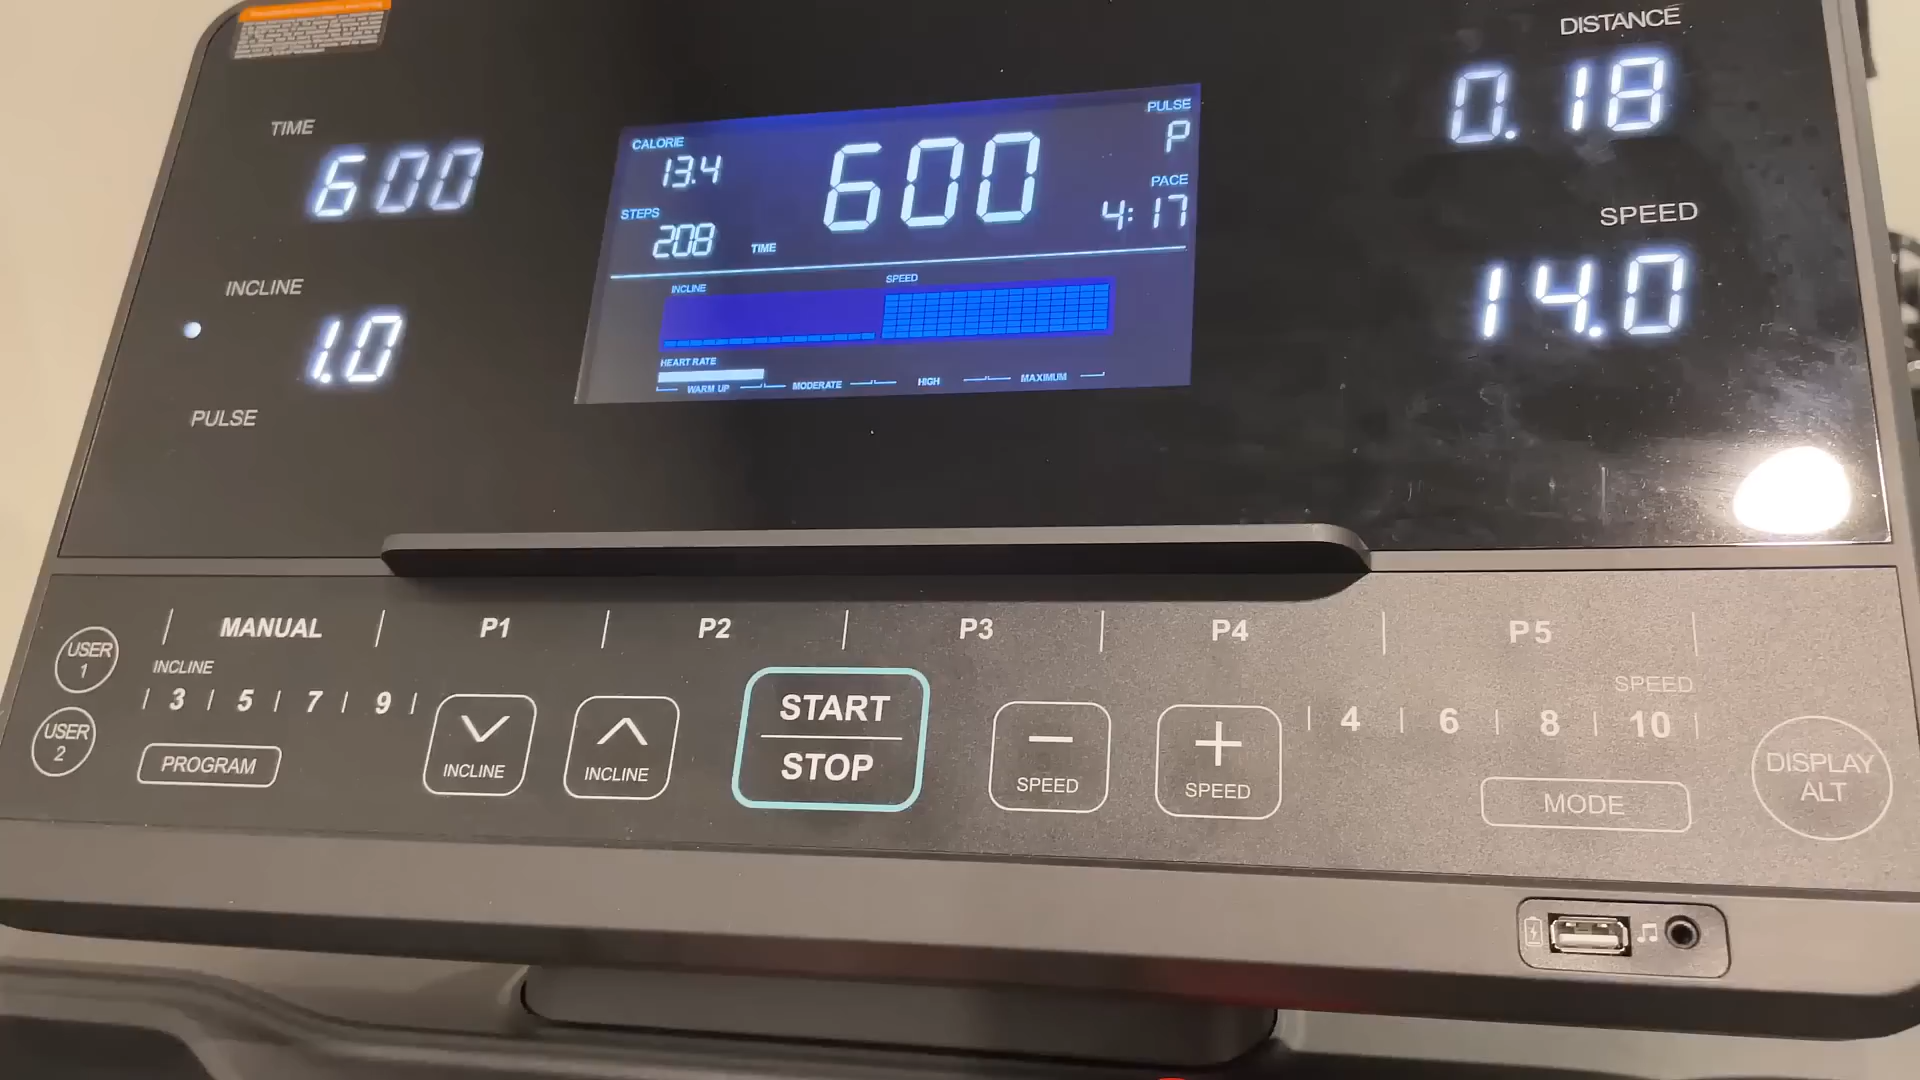 TIME
600
INCLINE
1.0
PULSE
CALORIE
13.4
STEPS
208
TIME
600
PULSE
P
PACE
4:17
INCLINE
SPEED
HEART RATE
WARM UP
MODERATE
HIGH
MAXIMUM
DISTANCE
0.18
SPEED
14.0
MANUAL
P1
P2
P3
P4
P5
USER
1
USER
2
INCLINE
3 5 7 9
PROGRAM
INCLINE
INCLINE
START
STOP
SPEED
SPEED
SPEED
4 6 8 10
MODE
DISPLAY
ALT